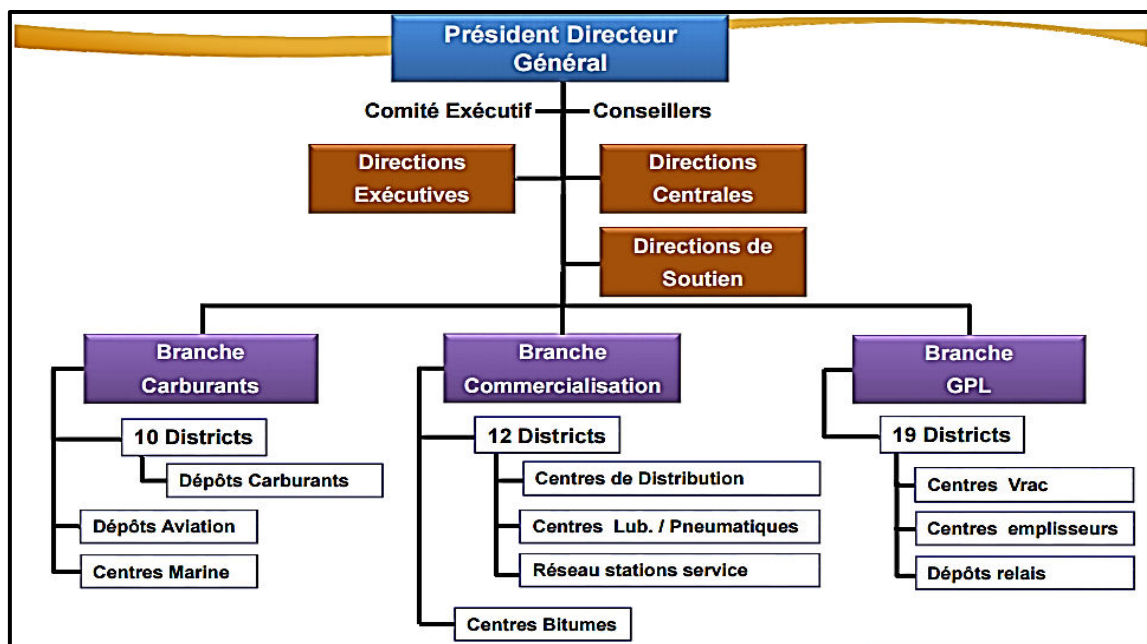 Président Directeur
Général
Comité Exécutif
Conseillers
Directions
Exécutives
Directions
Centrales
Directions de
Soutien
Branche
Carburants
10 Districts
Dépôts Carburants
Dépôts Aviation
Centres Marine
Branche
Commercialisation
12 Districts
Centres de Distribution
Centres Lub. / Pneumatiques
Réseau stations service
Centres Bitumes
Branche
GPL
19 Districts
Centres Vrac
Centres emplisseurs
Dépôts relais